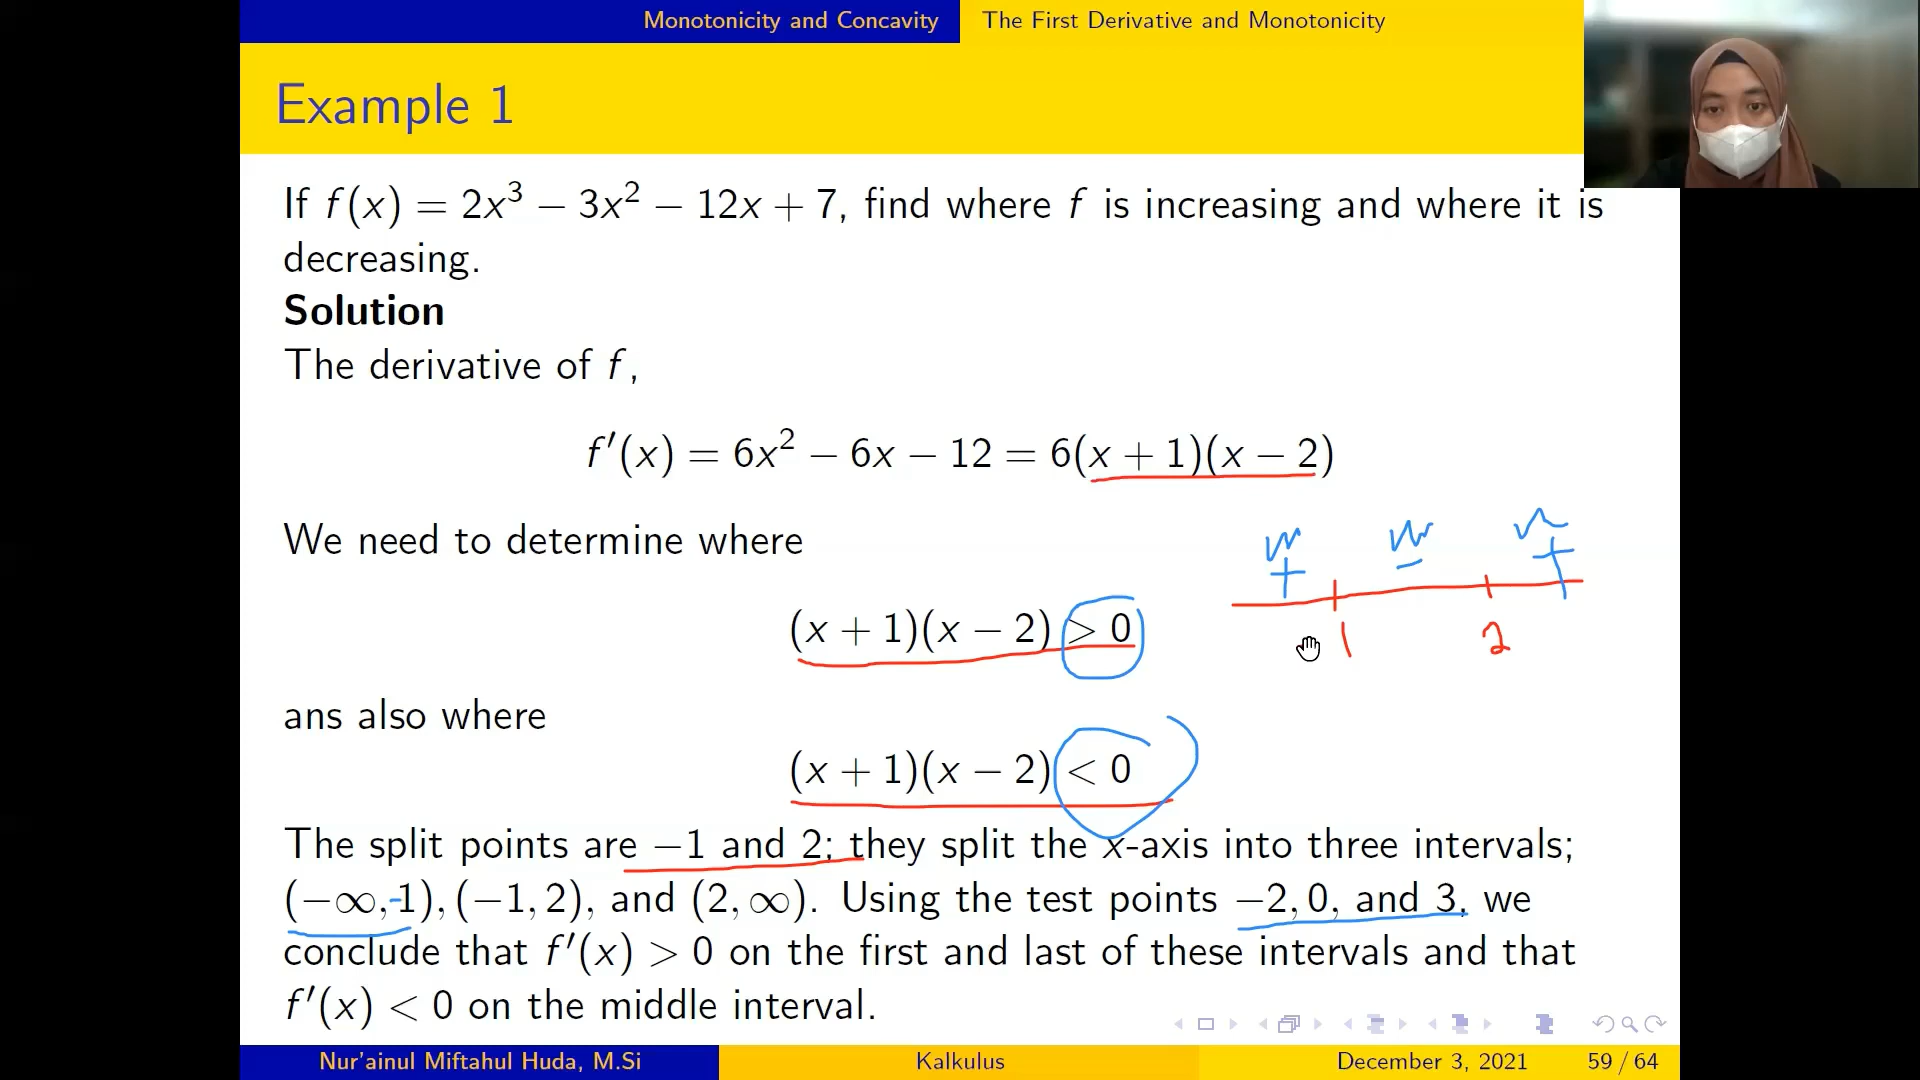 Monotonicity and Concavity The First Derivative and Monotonicity
Example 1
If f(x) = 2x³ − 3x² − 12x + 7, find where f is increasing and where it is
decreasing.
Solution
The derivative of f,
f′(x) = 6x² − 6x − 12 = 6(x + 1)(x − 2)
We need to determine where
+ − +
(x + 1)(x − 2) > 0
1 2
ans also where
(x + 1)(x − 2) < 0
The split points are −1 and 2; they split the x-axis into three intervals;
(−∞,-1), (−1, 2), and (2, ∞). Using the test points −2, 0, and 3, we
conclude that f′(x) > 0 on the first and last of these intervals and that
f′(x) < 0 on the middle interval.
Nur'ainul Miftahul Huda, M.Si Kalkulus December 3, 2021 59 / 64